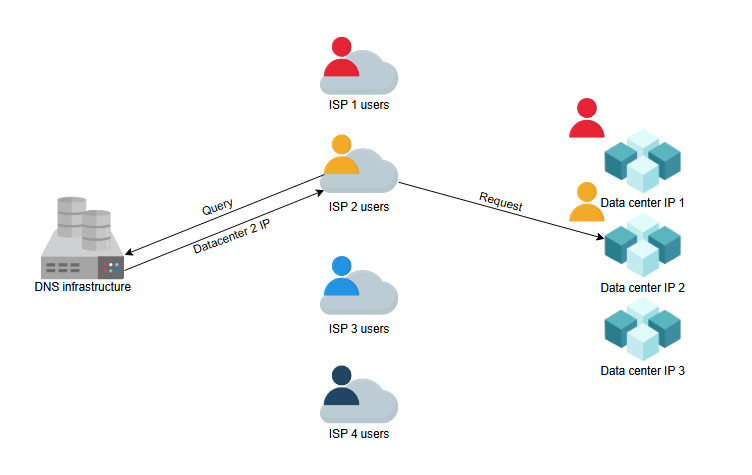 ISP 1 users
Data center IP 1
Query
Datacenter 2 IP
ISP 2 users
Request
DNS infrastructure
Data center IP 2
ISP 3 users
Data center IP 3
ISP 4 users